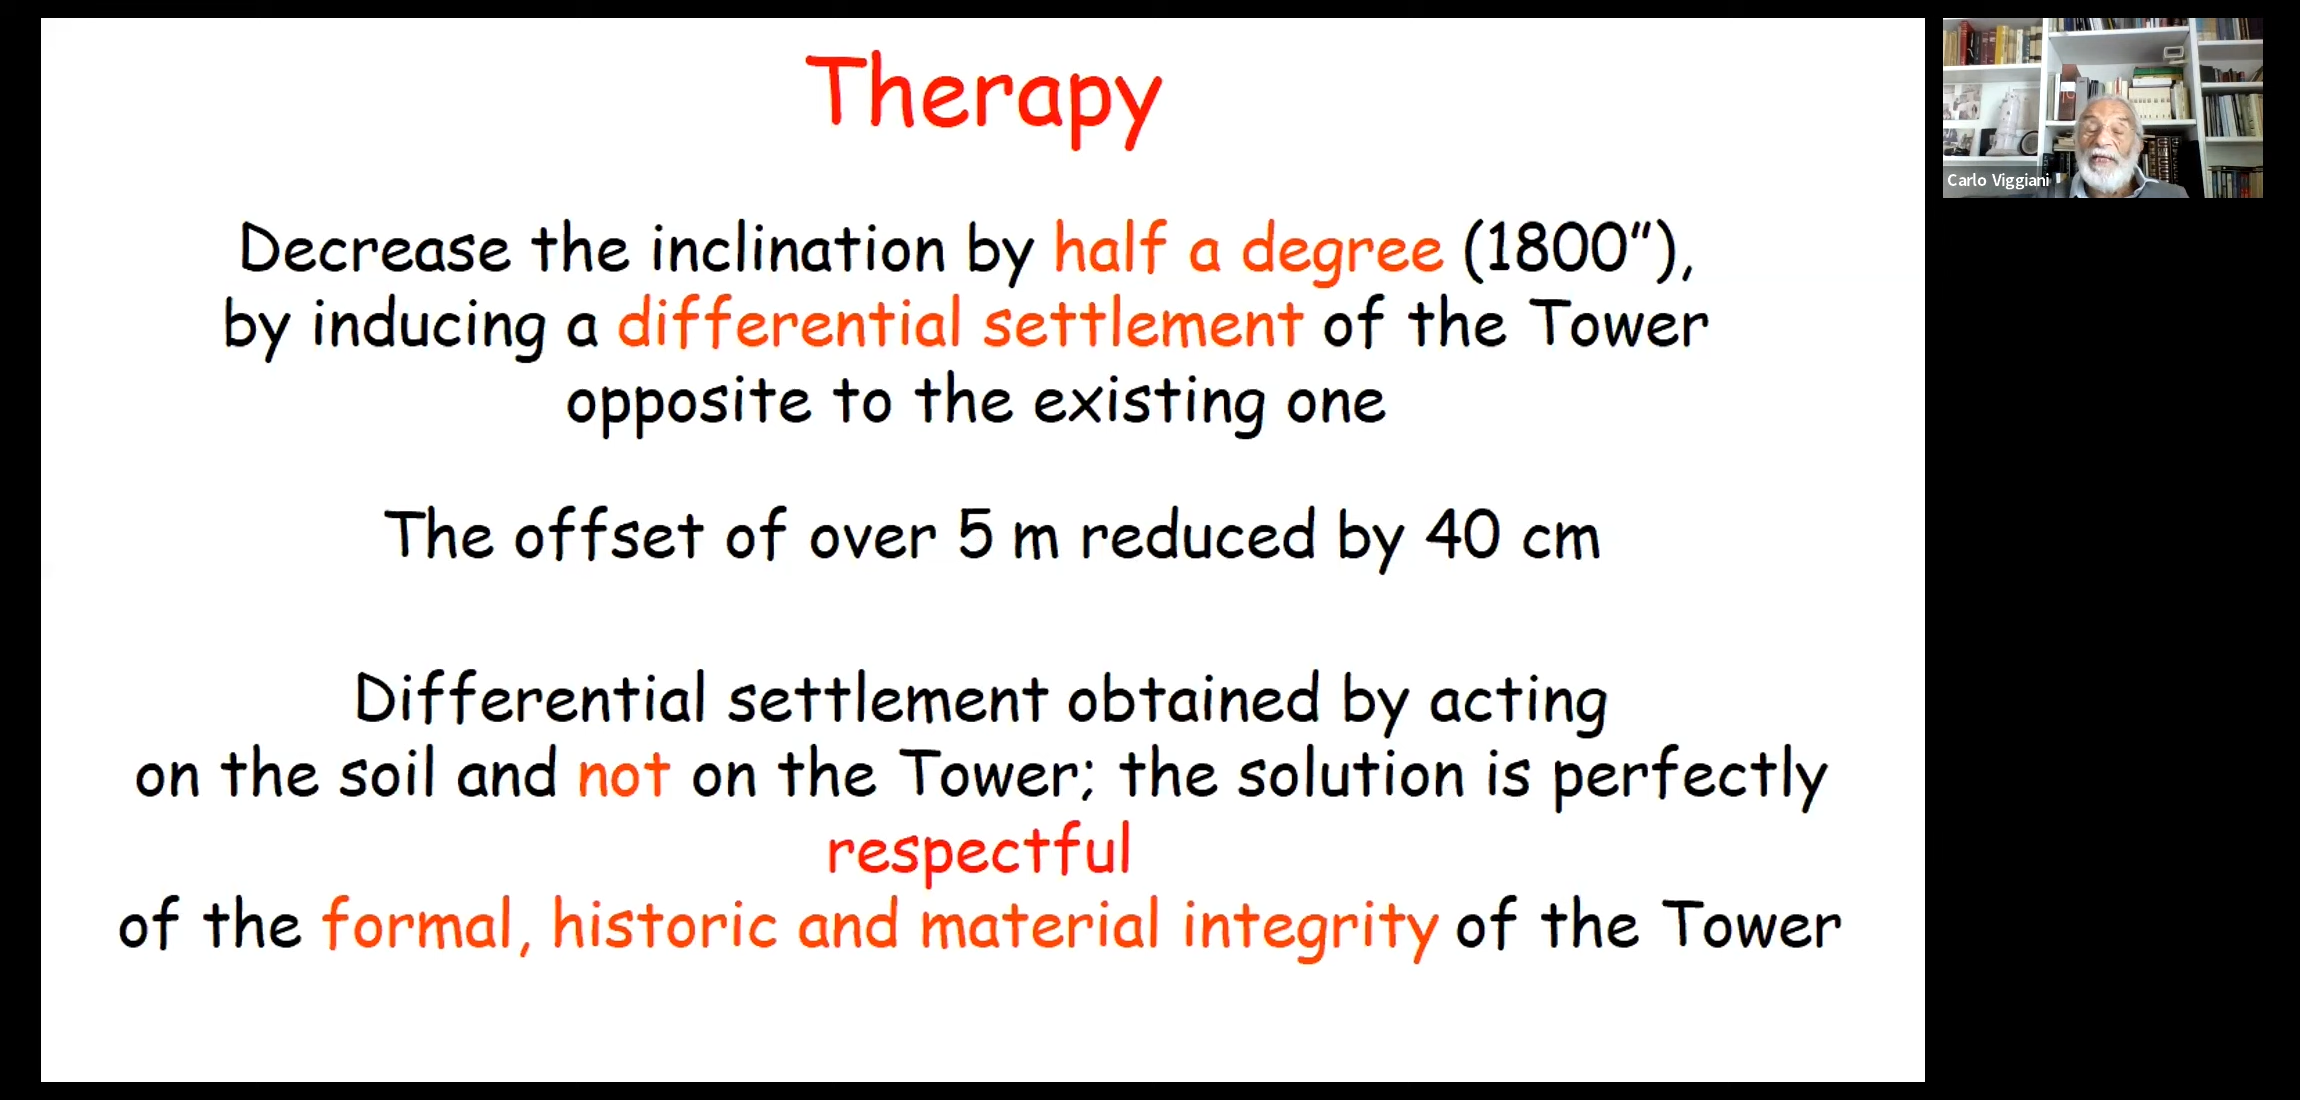 Therapy
Decrease the inclination by half a degree (1800”),
by inducing a differential settlement of the Tower
opposite to the existing one
The offset of over 5 m reduced by 40 cm
Differential settlement obtained by acting
on the soil and not on the Tower; the solution is perfectly
respectful
of the formal, historic and material integrity of the Tower
Carlo Viggiani